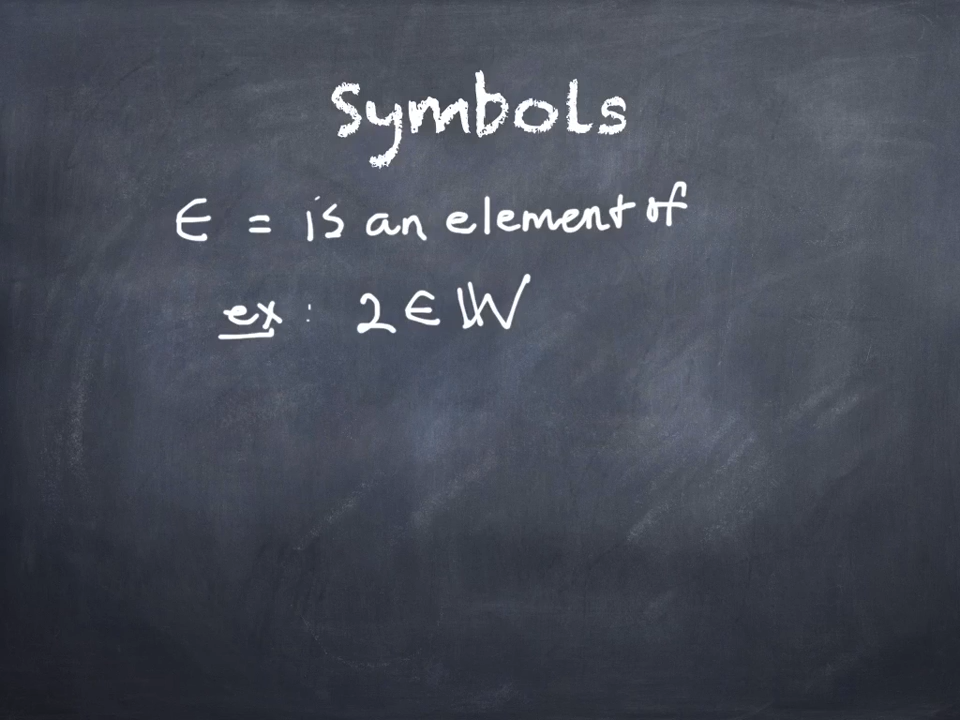 Symbols
∈ = is an element of
ex : 2 ∈ 𝕎